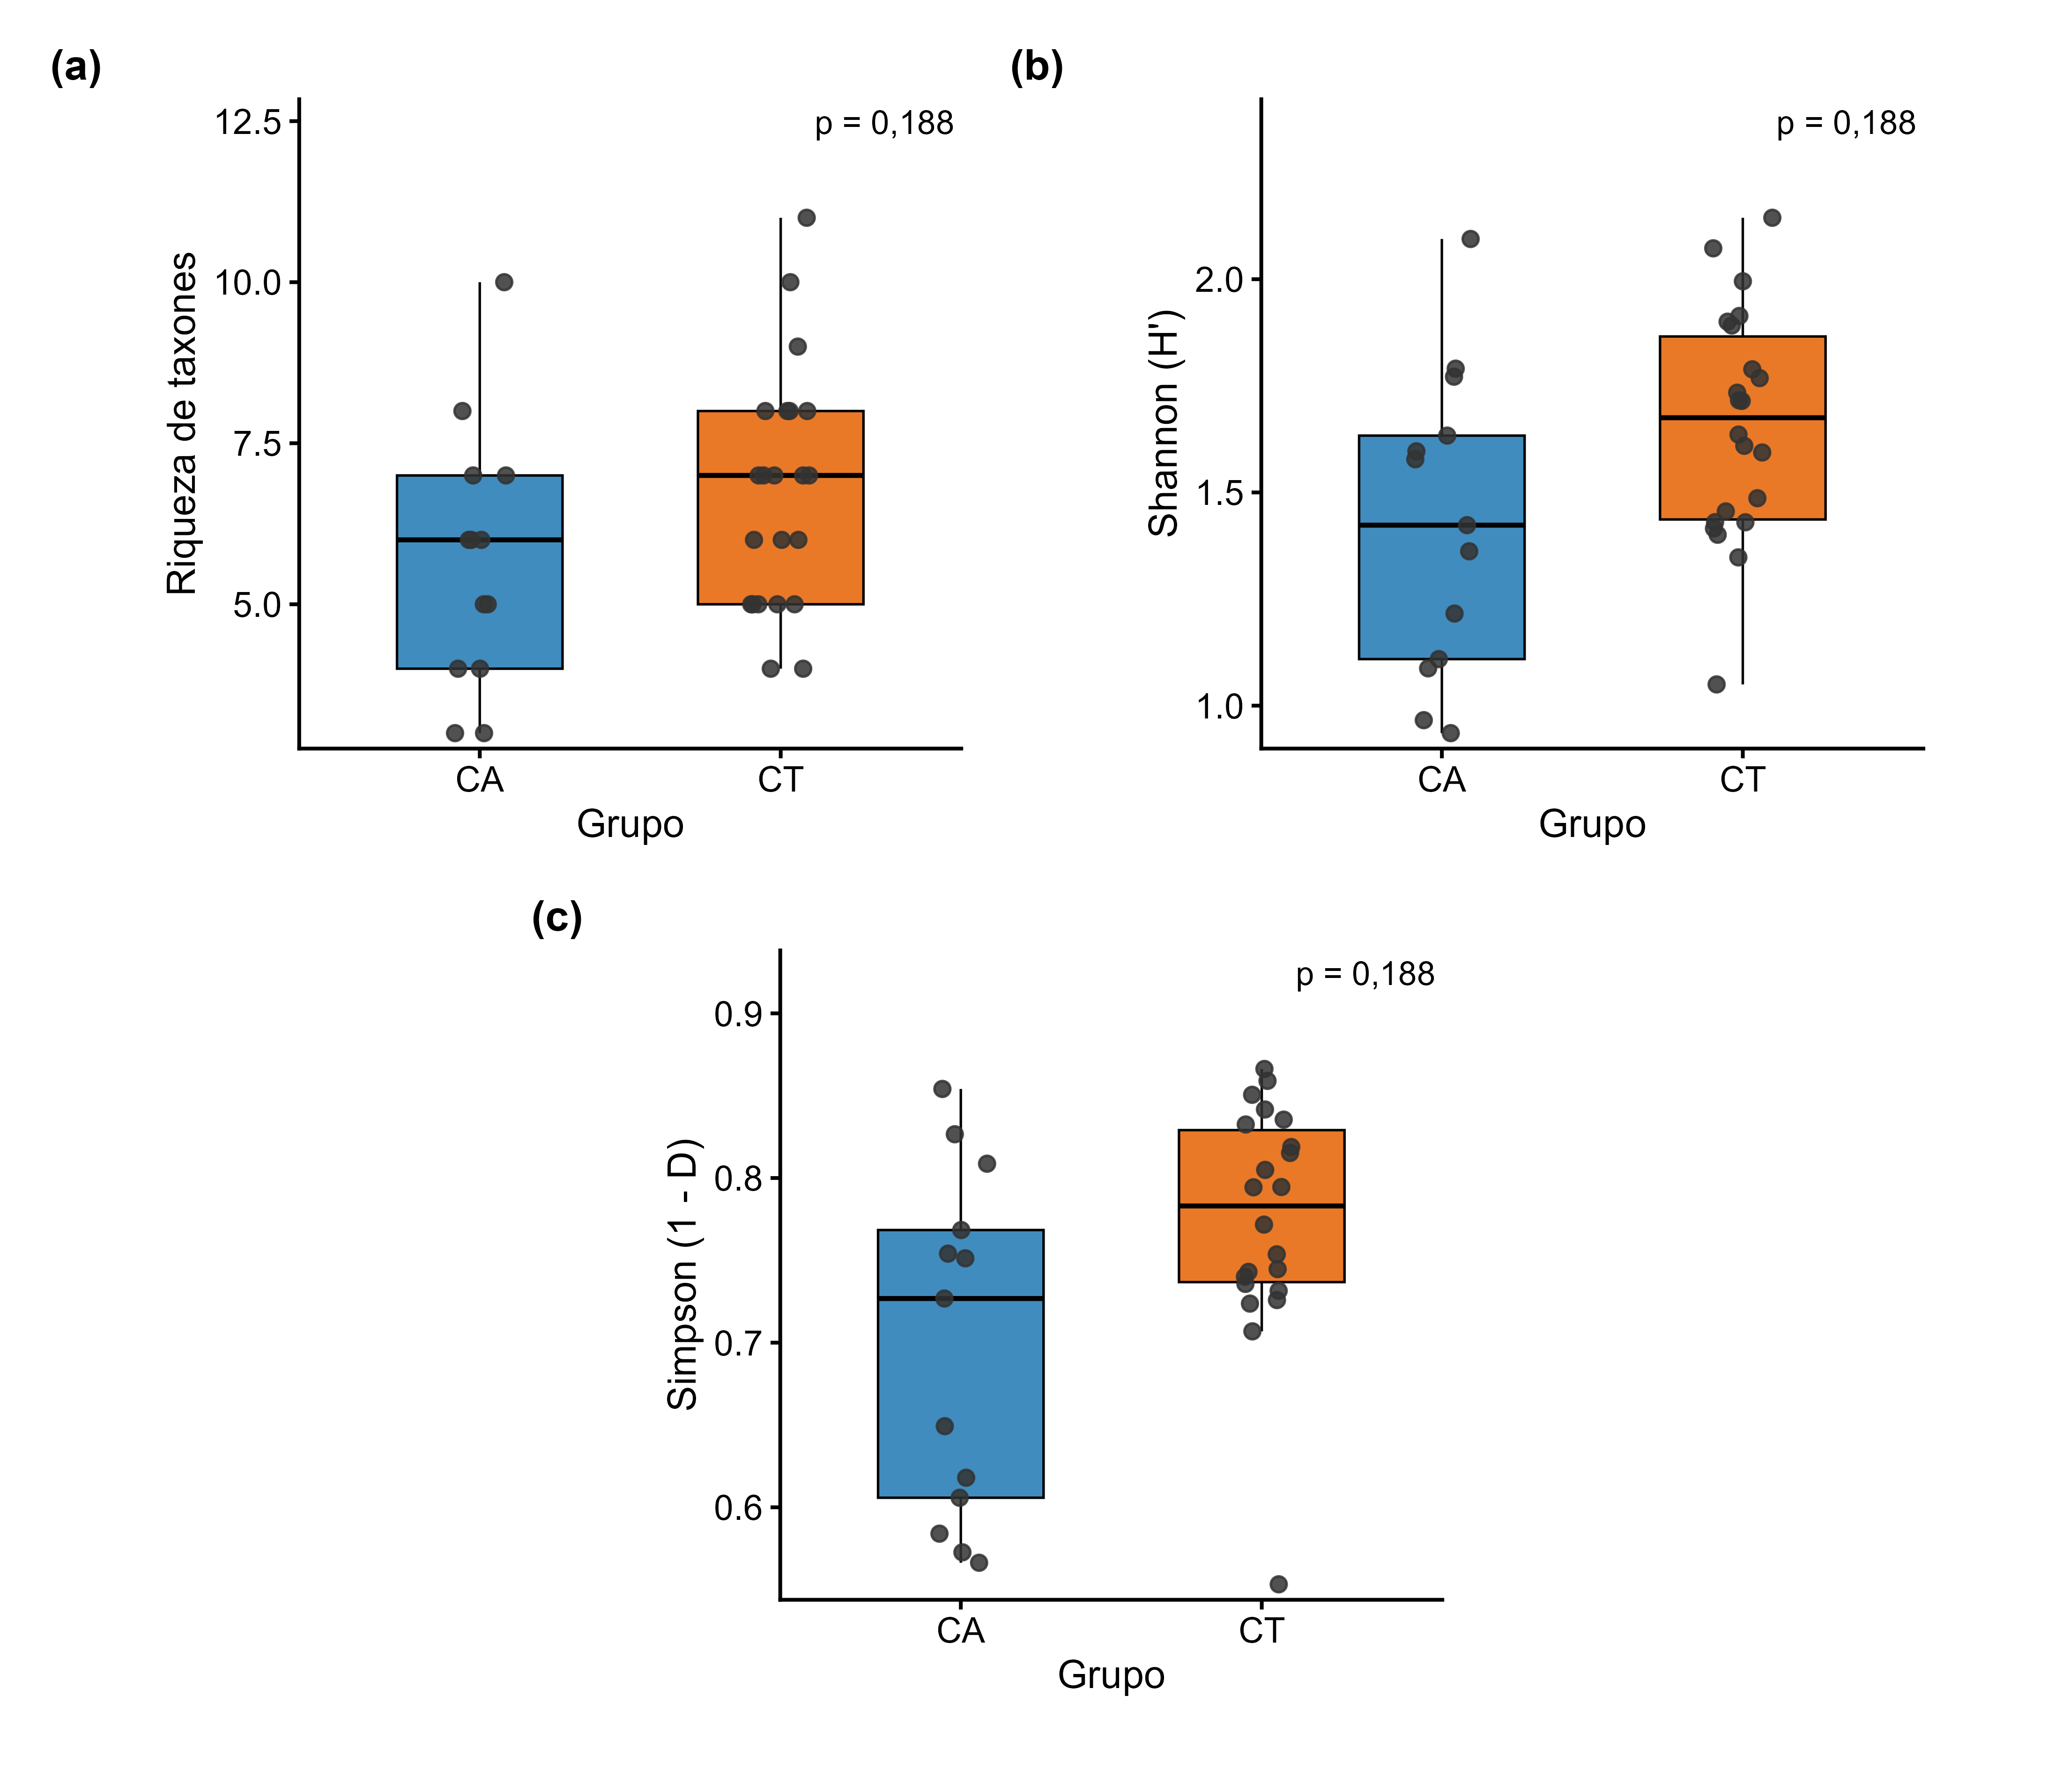 (a)
p = 0,188
Riqueza de taxones
12.5
10.0
7.5
5.0
CA
CT
Grupo
(b)
p = 0,188
Shannon (H')
2.0
1.5
1.0
CA
CT
Grupo
(c)
p = 0,188
Simpson (1 - D)
0.9
0.8
0.7
0.6
CA
CT
Grupo